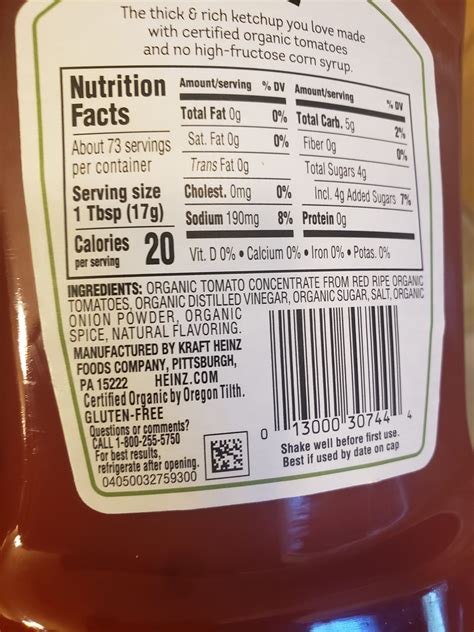 The thick & rich ketchup you love made
with certified organic tomatoes
and no high-fructose corn syrup.
Nutrition
Facts
About 73 servings
per container
Serving size
1 Tbsp (17g)
Calories 20
per serving
Amount/serving % DV
Total Fat 0g 0%
Sat. Fat 0g 0%
Trans Fat 0g
Cholest. 0mg 0%
Sodium 190mg 8%
Amount/serving % DV
Total Carb. 5g 2%
Fiber 0g 0%
Total Sugars 4g
Incl. 4g Added Sugars 7%
Protein 0g
Vit. D 0% • Calcium 0% • Iron 0% • Potas. 0%
INGREDIENTS: ORGANIC TOMATO CONCENTRATE FROM RED RIPE ORGANIC
TOMATOES, ORGANIC DISTILLED VINEGAR, ORGANIC SUGAR, SALT, ORGANIC
ONION POWDER, ORGANIC
SPICE, NATURAL FLAVORING.
MANUFACTURED BY KRAFT HEINZ
FOODS COMPANY, PITTSBURGH,
PA 15222 HEINZ.COM
Certified Organic by Oregon Tilth.
GLUTEN-FREE
Questions or comments?
CALL 1-800-255-5750
For best results,
refrigerate after opening.
04050032759300
0 13000 30744 4
Shake well before first use.
Best if used by date on cap